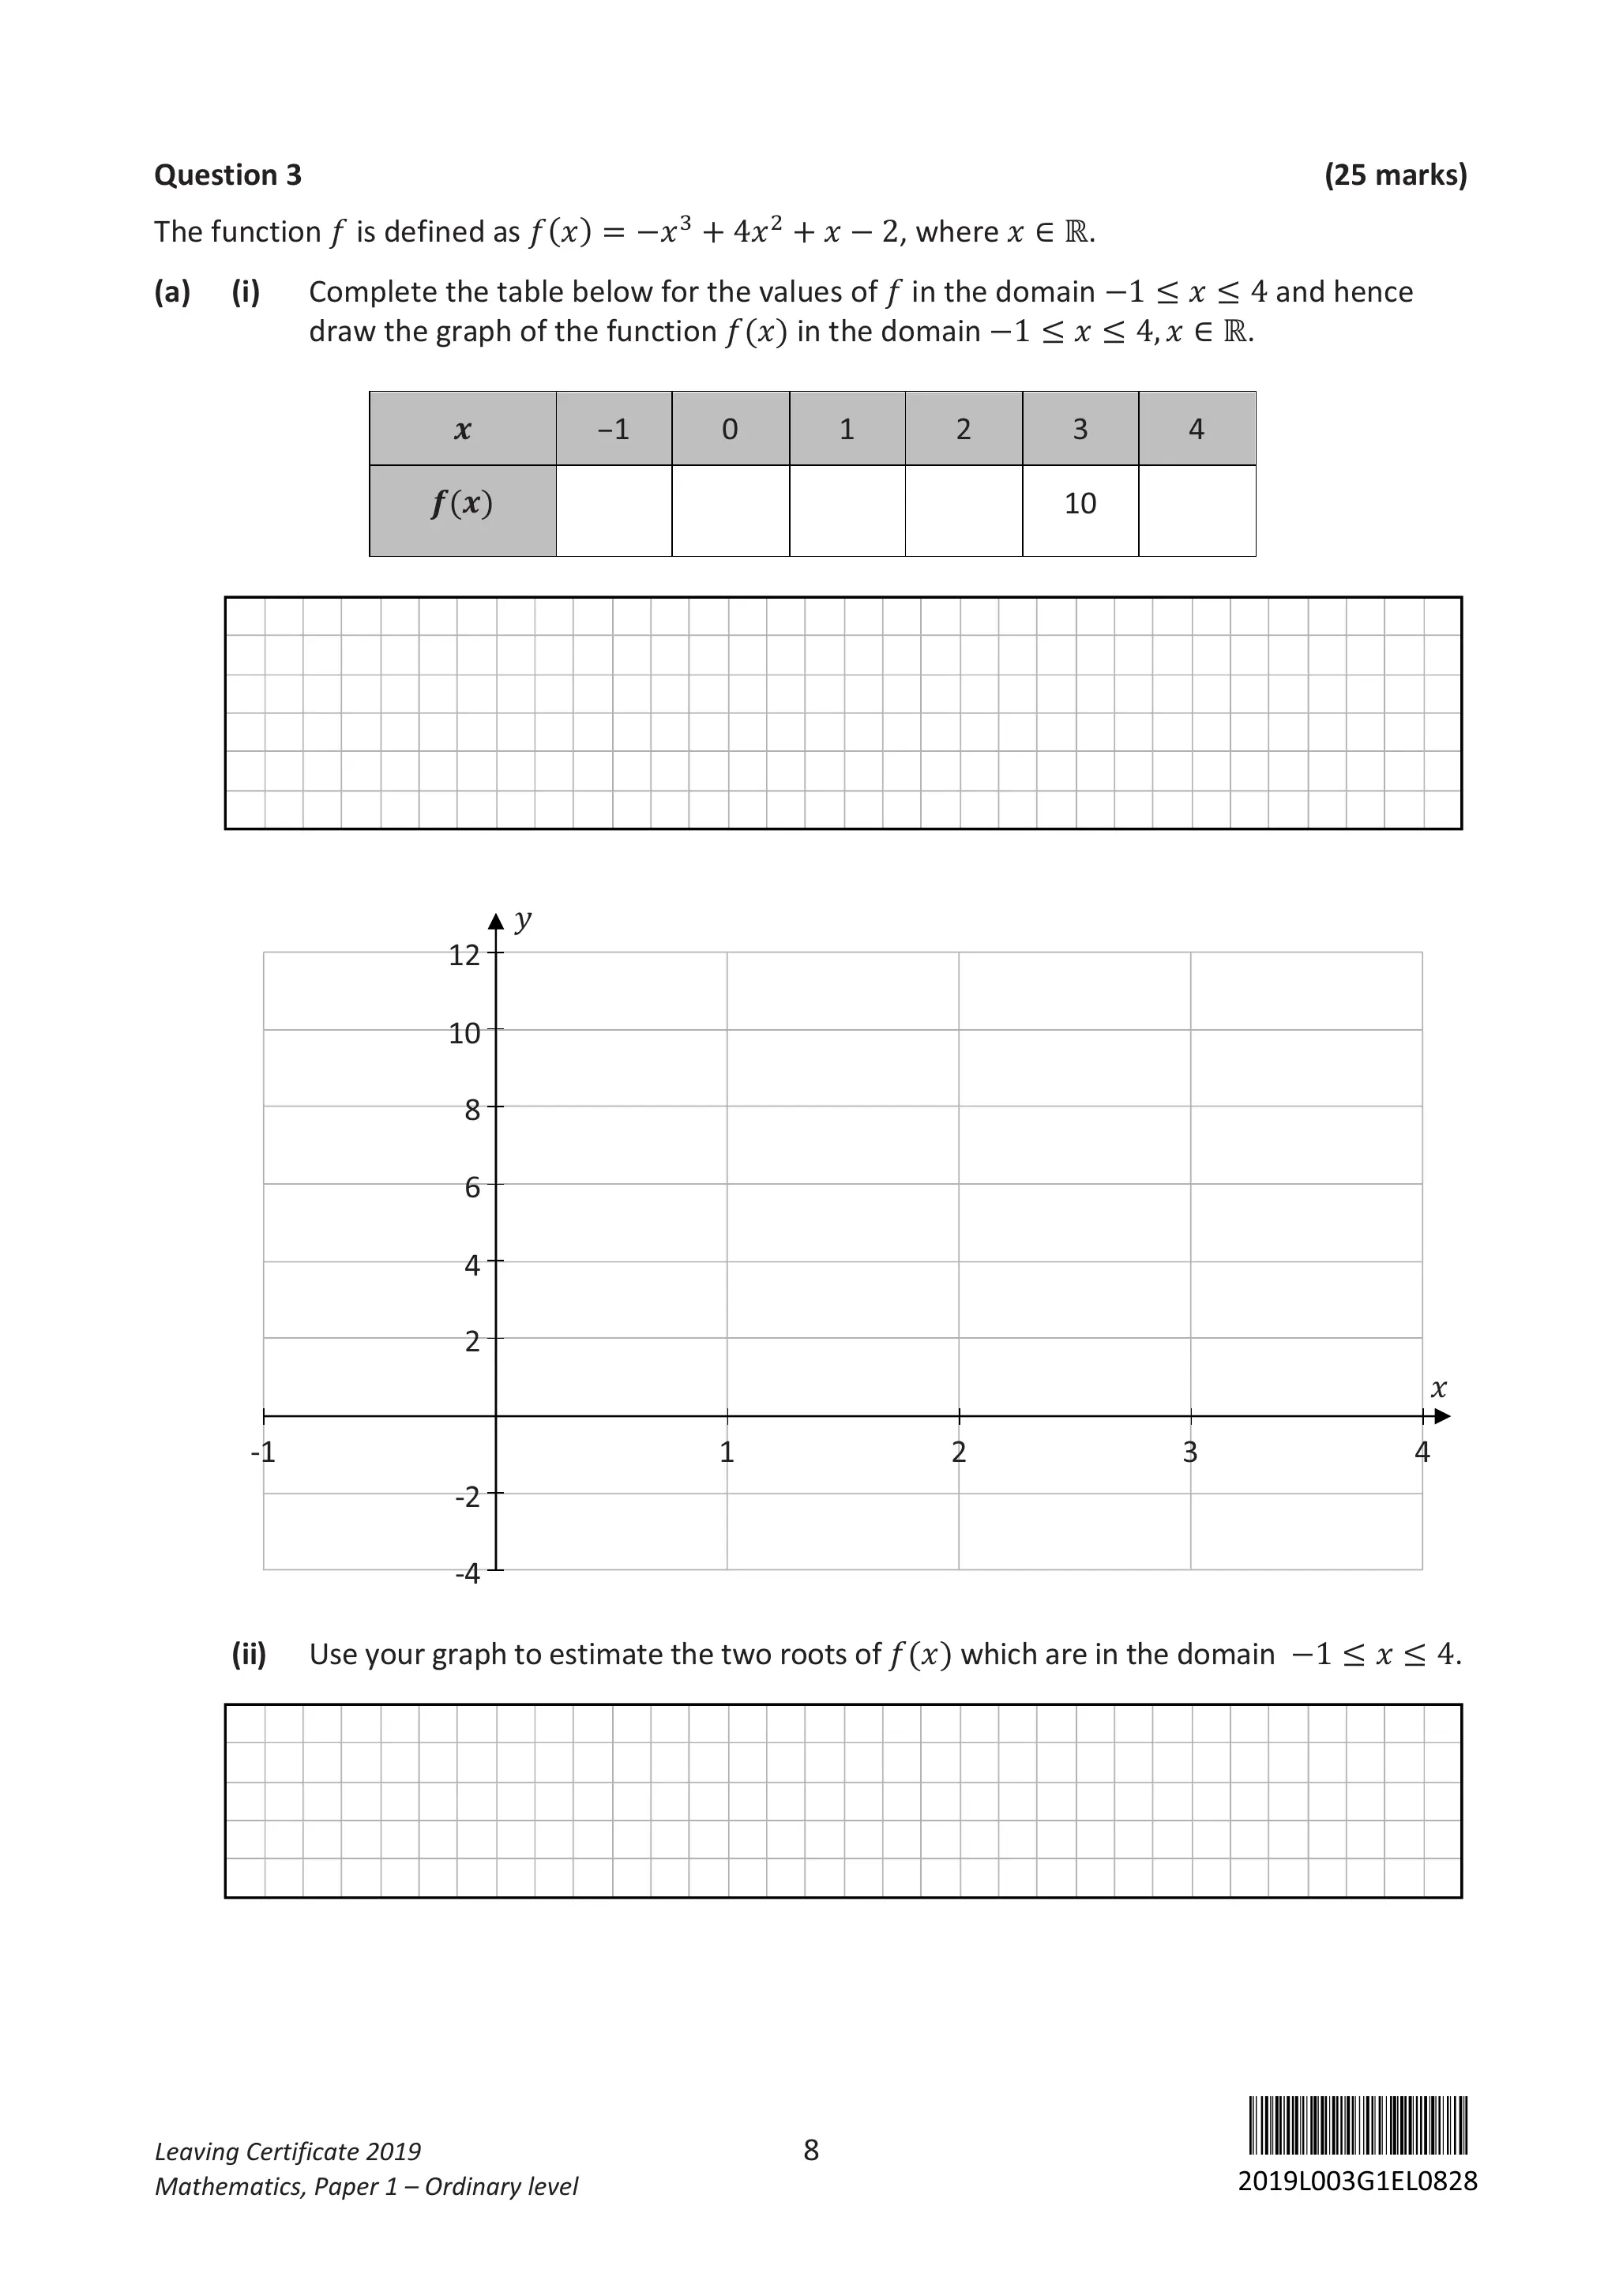 Question 3 (25 marks)
The function f is defined as f(x) = −x³ + 4x² + x − 2, where x ∈ ℝ.
(a) (i) Complete the table below for the values of f in the domain −1 ≤ x ≤ 4 and hence
draw the graph of the function f(x) in the domain −1 ≤ x ≤ 4, x ∈ ℝ.
x −1 0 1 2 3 4
f(x) 10
y
12
10
8
6
4
2
x
-1 1 2 3 4
-2
-4
(ii) Use your graph to estimate the two roots of f(x) which are in the domain −1 ≤ x ≤ 4.
Leaving Certificate 2019
8
Mathematics, Paper 1 – Ordinary level
2019L003G1EL0828